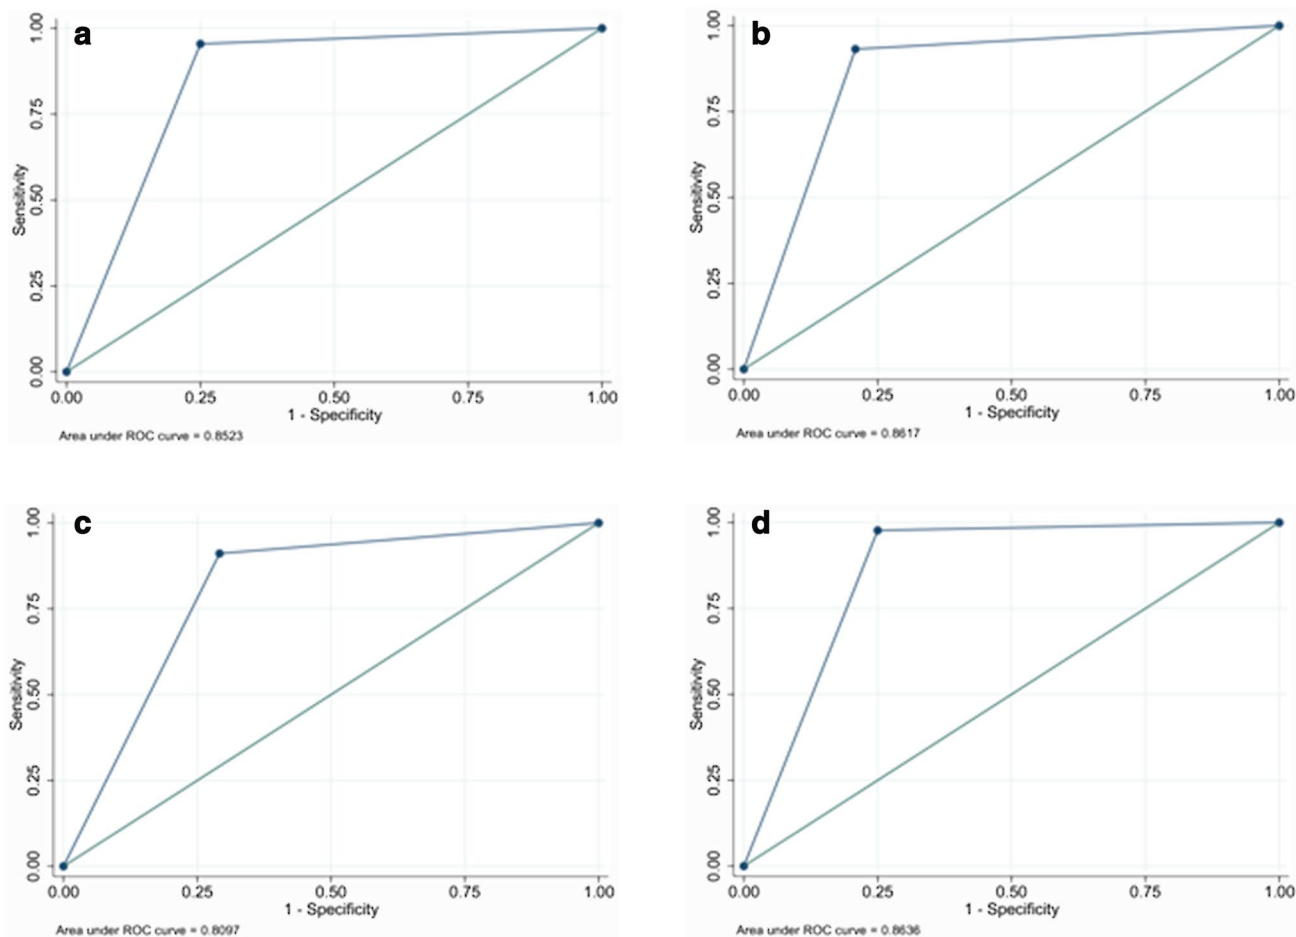 a
1.00
0.75
0.50
0.25
0.00
Sensitivity
0.00 0.25 0.50 0.75 1.00
1 - Specificity
Area under ROC curve = 0.8523
b
1.00
0.75
0.50
0.25
0.00
Sensitivity
0.00 0.25 0.50 0.75 1.00
1 - Specificity
Area under ROC curve = 0.8617
c
1.00
0.75
0.50
0.25
0.00
Sensitivity
0.00 0.25 0.50 0.75 1.00
1 - Specificity
Area under ROC curve = 0.8097
d
1.00
0.75
0.50
0.25
0.00
Sensitivity
0.00 0.25 0.50 0.75 1.00
1 - Specificity
Area under ROC curve = 0.8636